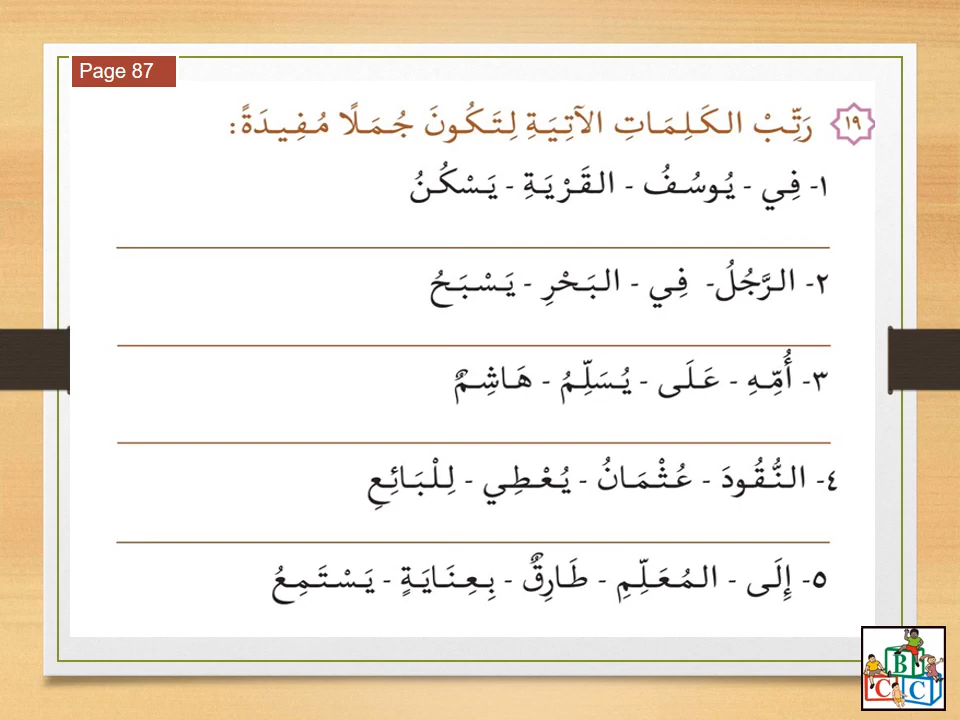 Page 87
١٩ رَتِّبْ الكَلِمَاتِ الآتِيَةِ لِتَكُونَ جُمَلًا مُفِيدَةً:
١- فِي - يُوسُفُ - القَرْيَةِ - يَسْكُنُ
٢- الرَّجُلُ- فِي - البَحْرِ - يَسْبَحُ
٣- أُمِّهِ - عَلَى - يُسَلِّمُ - هَاشِمٌ
٤- النُّقُودَ - عُثْمَانُ - يُعْطِي - لِلْبَائِعِ
٥- إِلَى - المُعَلِّمِ - طَارِقٌ - بِعِنَايَةٍ - يَسْتَمِعُ
B
C C